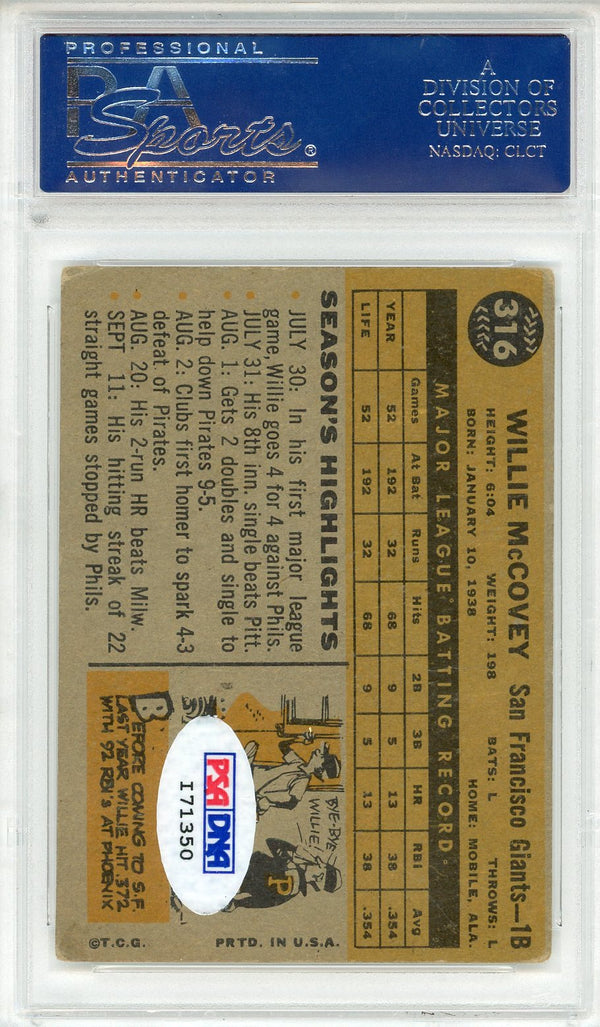 PROFESSIONAL
PSA
Sports®
AUTHENTICATOR
A
DIVISION OF
COLLECTORS
UNIVERSE
NASDAQ: CLCT
316
WILLIE McCOVEY San Francisco Giants—1B
HEIGHT: 6:04 WEIGHT: 198 BATS: L THROWS: L
BORN: JANUARY 10, 1938 HOME: MOBILE, ALA.
MAJOR LEAGUE BATTING RECORD
Games At Bat Runs Hits 2B 3B HR RBI Avg
YEAR 52 192 32 68 9 5 13 38 .354
LIFE 52 192 32 68 9 5 13 38 .354
SEASON'S HIGHLIGHTS
• JULY 30: In his first major league
game, Willie goes 4 for 4 against Phils.
• JULY 31: His 8th inn. single beats Pitt.
• AUG. 1: Gets 2 doubles and single to
help down Pirates 9-5.
• AUG. 2: Clubs first homer to spark 4-3
defeat of Pirates.
• AUG. 20: His 2-run HR beats Milw.
• SEPT 11: His hitting streak of 22
straight games stopped by Phils.
BYE-BYE
WILLIE!
P
BEFORE COMING TO S.F.
LAST YEAR WILLIE HIT .372
WITH 92 RBI'S AT PHOENIX
PSA DNA
I71350
©T.C.G. PRTD. IN U.S.A.